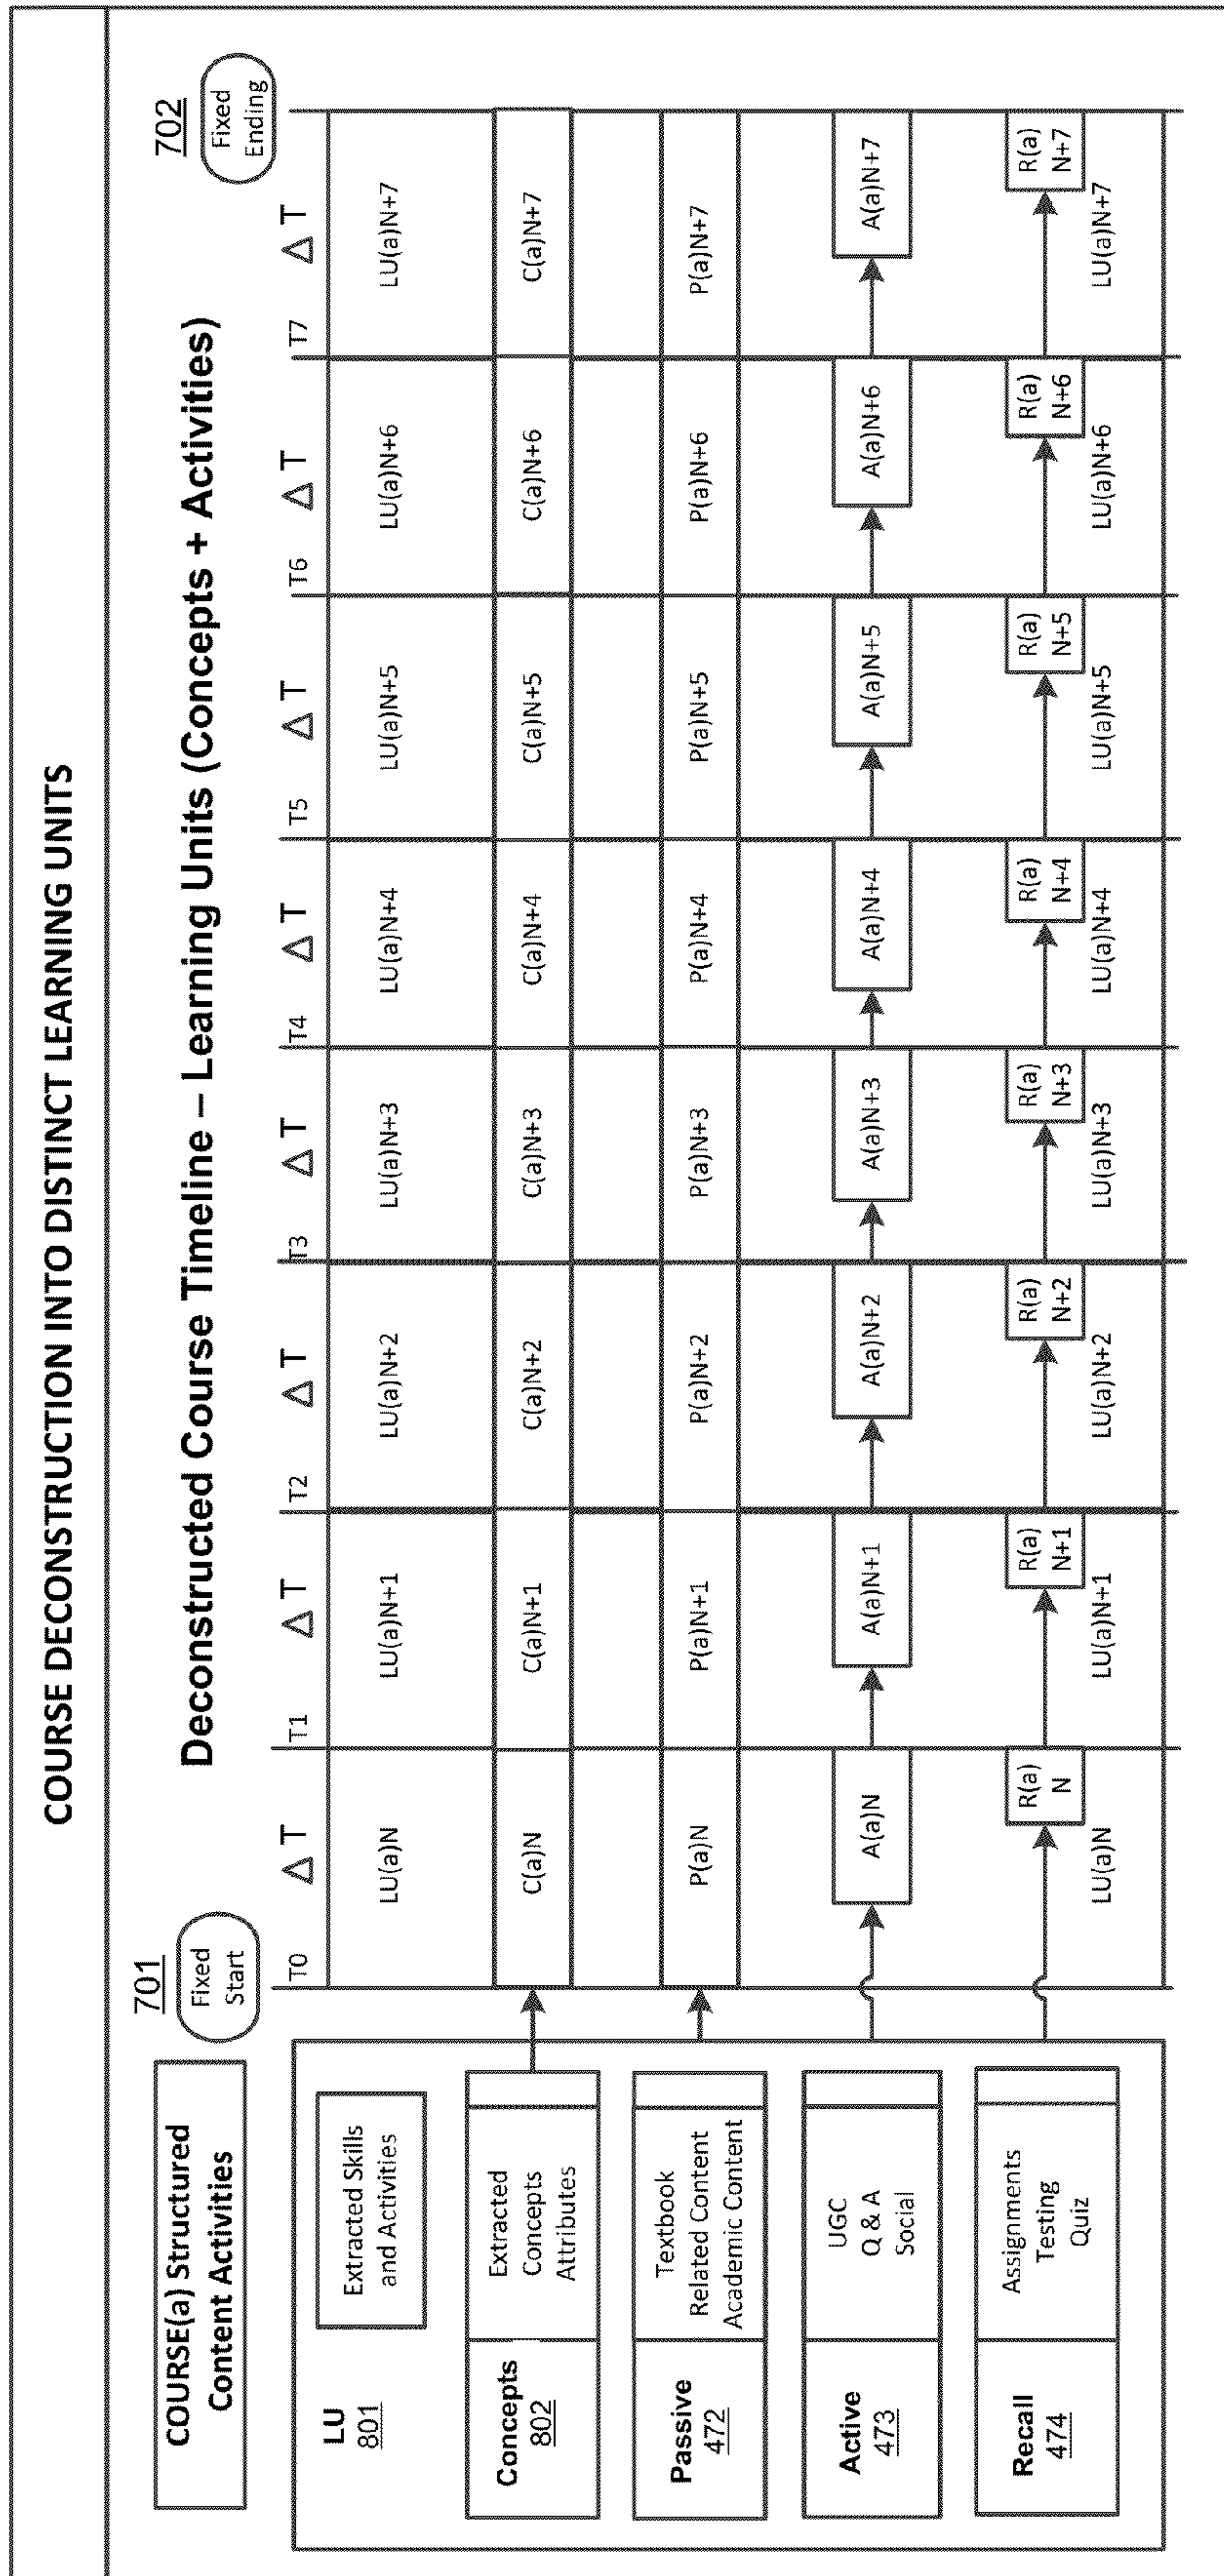 COURSE DECONSTRUCTION INTO DISTINCT LEARNING UNITS
COURSE(a) Structured
Content Activities
701
Fixed
Start
Deconstructed Course Timeline – Learning Units (Concepts + Activities)
702
Fixed
Ending
T0
Δ T
T1
Δ T
T2
Δ T
T3
Δ T
T4
Δ T
T5
Δ T
T6
Δ T
T7
Δ T
LU
801
Extracted Skills
and Activities
LU(a)N
LU(a)N+1
LU(a)N+2
LU(a)N+3
LU(a)N+4
LU(a)N+5
LU(a)N+6
LU(a)N+7
Concepts
802
Extracted
Concepts
Attributes
C(a)N
C(a)N+1
C(a)N+2
C(a)N+3
C(a)N+4
C(a)N+5
C(a)N+6
C(a)N+7
Passive
472
Textbook
Related Content
Academic Content
P(a)N
P(a)N+1
P(a)N+2
P(a)N+3
P(a)N+4
P(a)N+5
P(a)N+6
P(a)N+7
Active
473
UGC
Q & A
Social
A(a)N
A(a)N+1
A(a)N+2
A(a)N+3
A(a)N+4
A(a)N+5
A(a)N+6
A(a)N+7
Recall
474
Assignments
Testing
Quiz
R(a)
N
R(a)
N+1
R(a)
N+2
R(a)
N+3
R(a)
N+4
R(a)
N+5
R(a)
N+6
R(a)
N+7
LU(a)N
LU(a)N+1
LU(a)N+2
LU(a)N+3
LU(a)N+4
LU(a)N+5
LU(a)N+6
LU(a)N+7